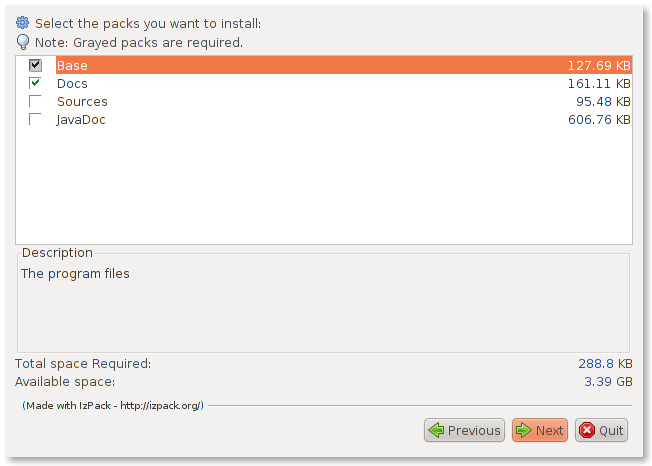 Select the packs you want to install:
Note: Grayed packs are required.
Base 127.69 KB
Docs 161.11 KB
Sources 95.48 KB
JavaDoc 606.76 KB
Description
The program files
Total space Required: 288.8 KB
Available space: 3.39 GB
(Made with IzPack - http://izpack.org/)
Previous Next Quit